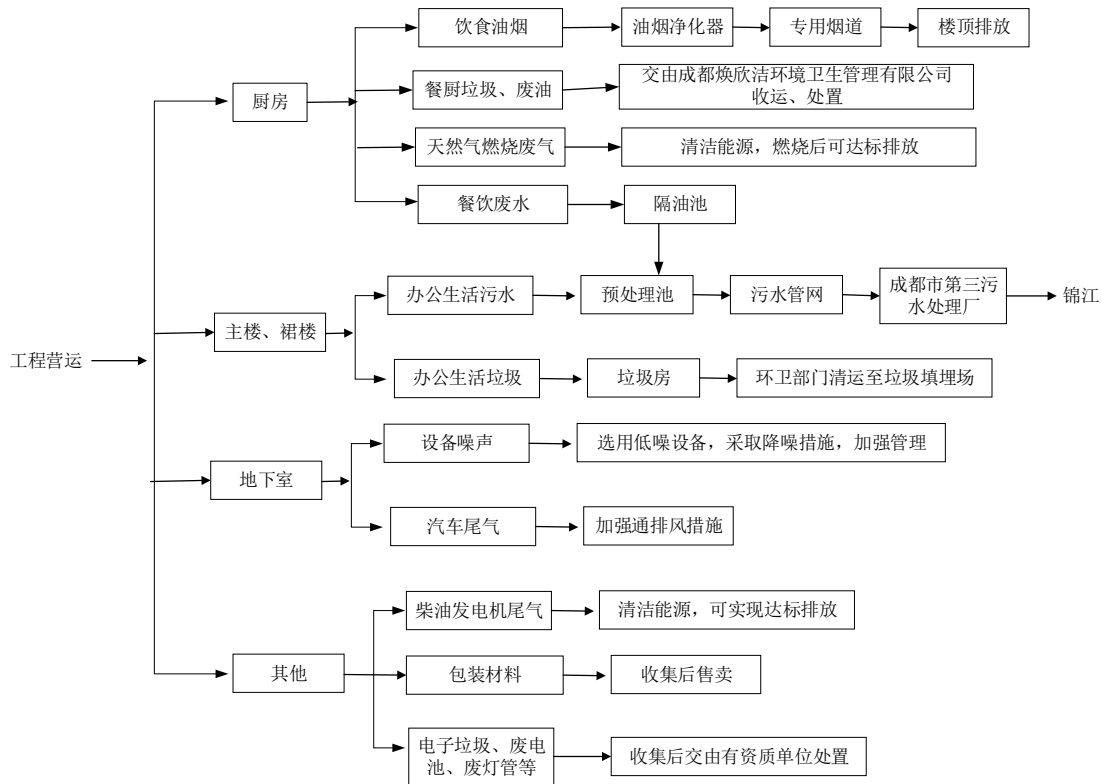 饮食油烟
油烟净化器
专用烟道
楼顶排放
厨房
餐厨垃圾、废油
交由成都焕欣洁环境卫生管理有限公司
收运、处置
天然气燃烧废气
清洁能源，燃烧后可达标排放
餐饮废水
隔油池
工程营运
主楼、裙楼
办公生活污水
预处理池
污水管网
成都市第三污
水处理厂
锦江
办公生活垃圾
垃圾房
环卫部门清运至垃圾填埋场
地下室
设备噪声
选用低噪设备，采取降噪措施，加强管理
汽车尾气
加强通排风措施
其他
柴油发电机尾气
清洁能源，可实现达标排放
包装材料
收集后售卖
电子垃圾、废电
池、废灯管等
收集后交由有资质单位处置